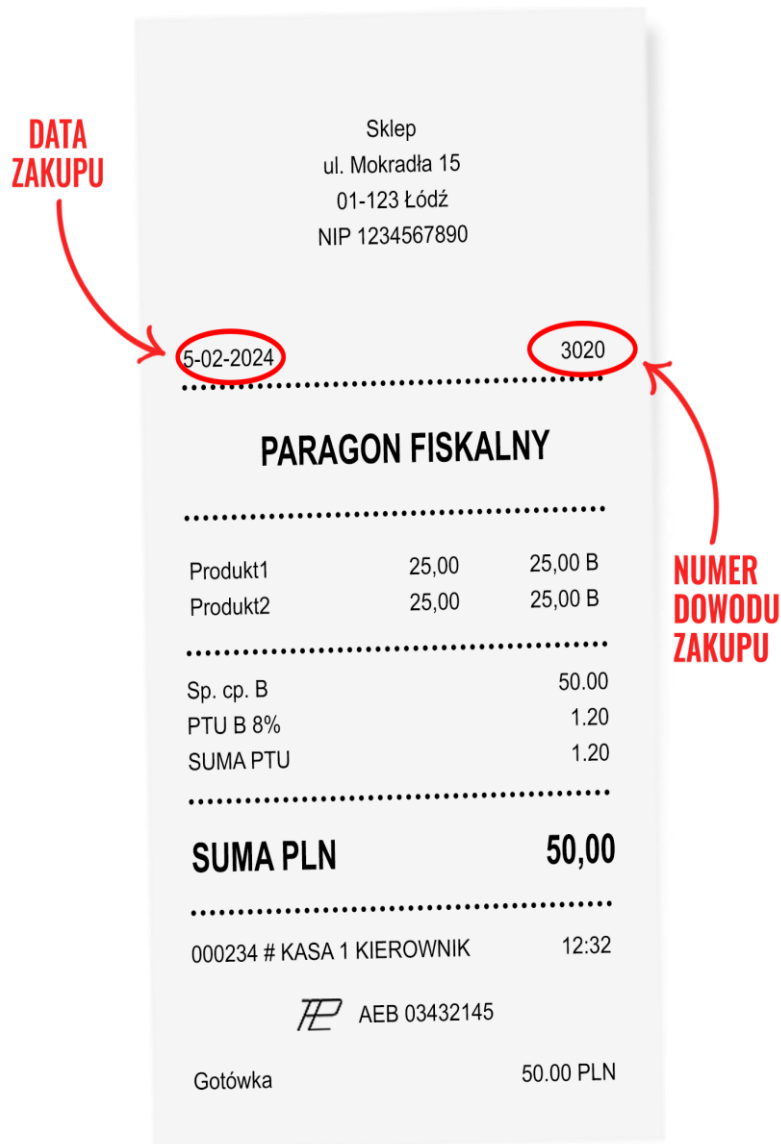 DATA
ZAKUPU
Sklep
ul. Mokradła 15
01-123 Łódź
NIP 1234567890
5-02-2024 3020
PARAGON FISKALNY
NUMER
DOWODU
ZAKUPU
Produkt1 25,00 25,00 B
Produkt2 25,00 25,00 B
Sp. cp. B 50.00
PTU B 8% 1.20
SUMA PTU 1.20
SUMA PLN 50,00
000234 # KASA 1 KIEROWNIK 12:32
AEB 03432145
Gotówka 50.00 PLN